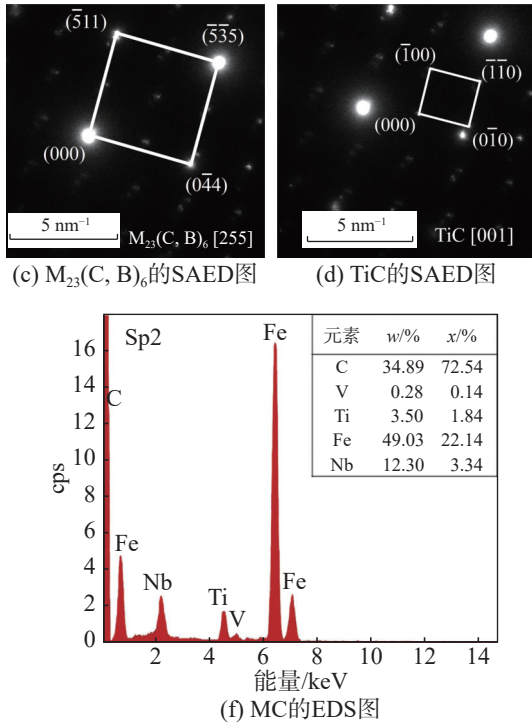 (5̅11)
(5̅3̅5)
(000)
(04̅4)
5 nm⁻¹
M₂₃(C, B)₆ [255]
(c) M₂₃(C, B)₆的SAED图
(1̅00)
(1̅1̅0)
(000)
(01̅0)
5 nm⁻¹
TiC [001]
(d) TiC的SAED图
Sp2
Fe
元素 w/% x/%
C 34.89 72.54
V 0.28 0.14
Ti 3.50 1.84
Fe 49.03 22.14
Nb 12.30 3.34
16
14
12
10
8
6
4
2
0
cps
C
Fe
Nb
Ti
V
Fe
2 4 6 8 10 12 14
能量/keV
(f) MC的EDS图